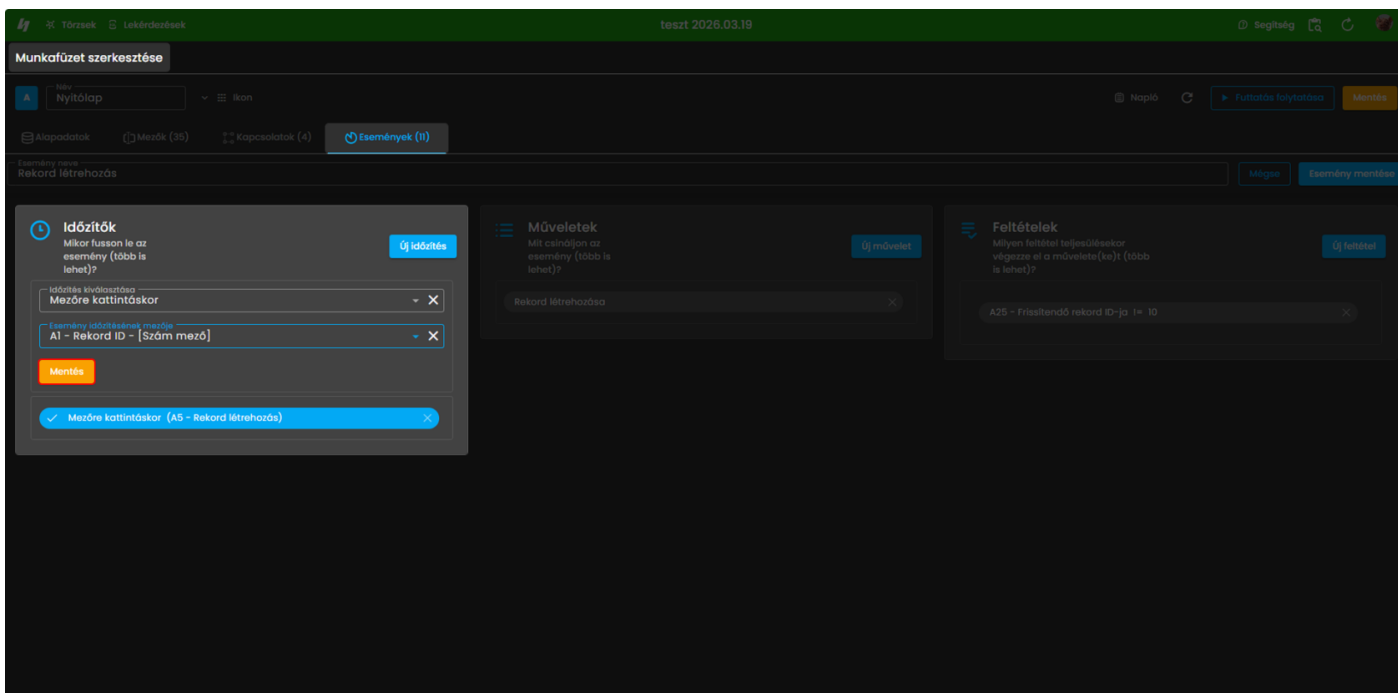 Törzsek Lekérdezések teszt 2026.03.19 Segítség
Munkafüzet szerkesztése
Név
A Nyitólap Ikon Napló Futtatás folytatása Mentés
Alapadatok Mezők (35) Kapcsolatok (4) Események (11)
Esemény neve
Rekord létrehozás Mégse Esemény mentése
Időzítők
Mikor fusson le az
esemény (több is
lehet)?
Új időzítés
Időzítés kiválasztása
Mezőre kattintáskor
Esemény időzítésének mezője
A1 - Rekord ID - [Szám mező]
Mentés
Mezőre kattintáskor (A5 - Rekord létrehozás)
Műveletek
Mit csináljon az
esemény (több is
lehet)?
Új művelet
Rekord létrehozása
Feltételek
Milyen feltétel teljesülésekor
végezze el a művelete(ke)t (több
is lehet)?
Új feltétel
A25 - Frissítendő rekord ID-ja != 10